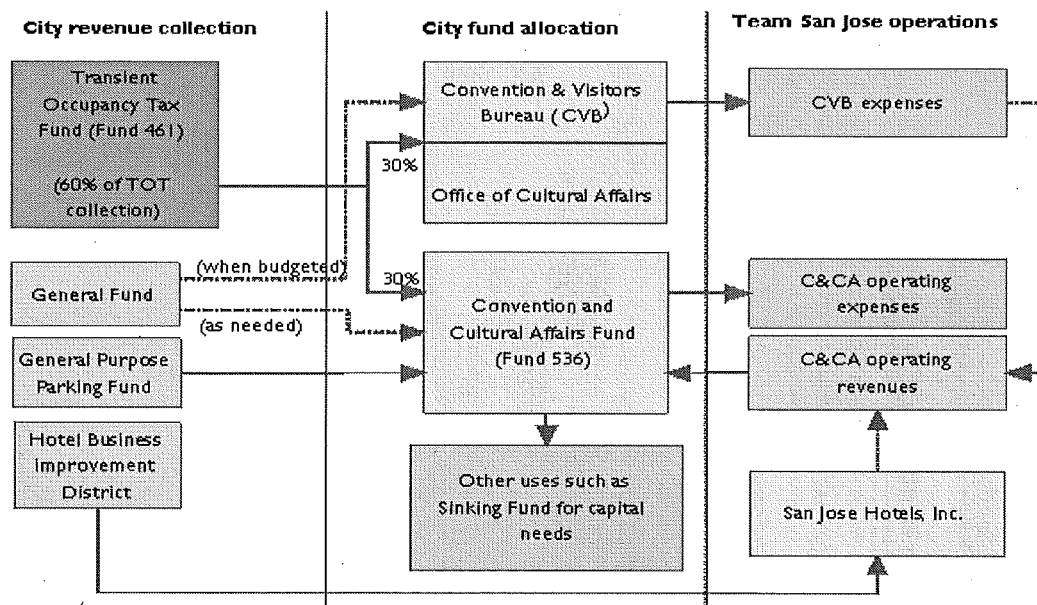 City revenue collection
City fund allocation
Team San Jose operations
Transient
Occupancy Tax
Fund (Fund 461)
(60% of TOT
collection)
Convention & Visitors
Bureau (CVB)
30%
Office of Cultural Affairs
CVB expenses
General Fund
(when budgeted)
(as needed)
30%
Convention and
Cultural Affairs Fund
(Fund 536)
C&CA operating
expenses
General Purpose
Parking Fund
C&CA operating
revenues
Hotel Business
Improvement
District
Other uses such as
Sinking Fund for capital
needs
San Jose Hotels, Inc.